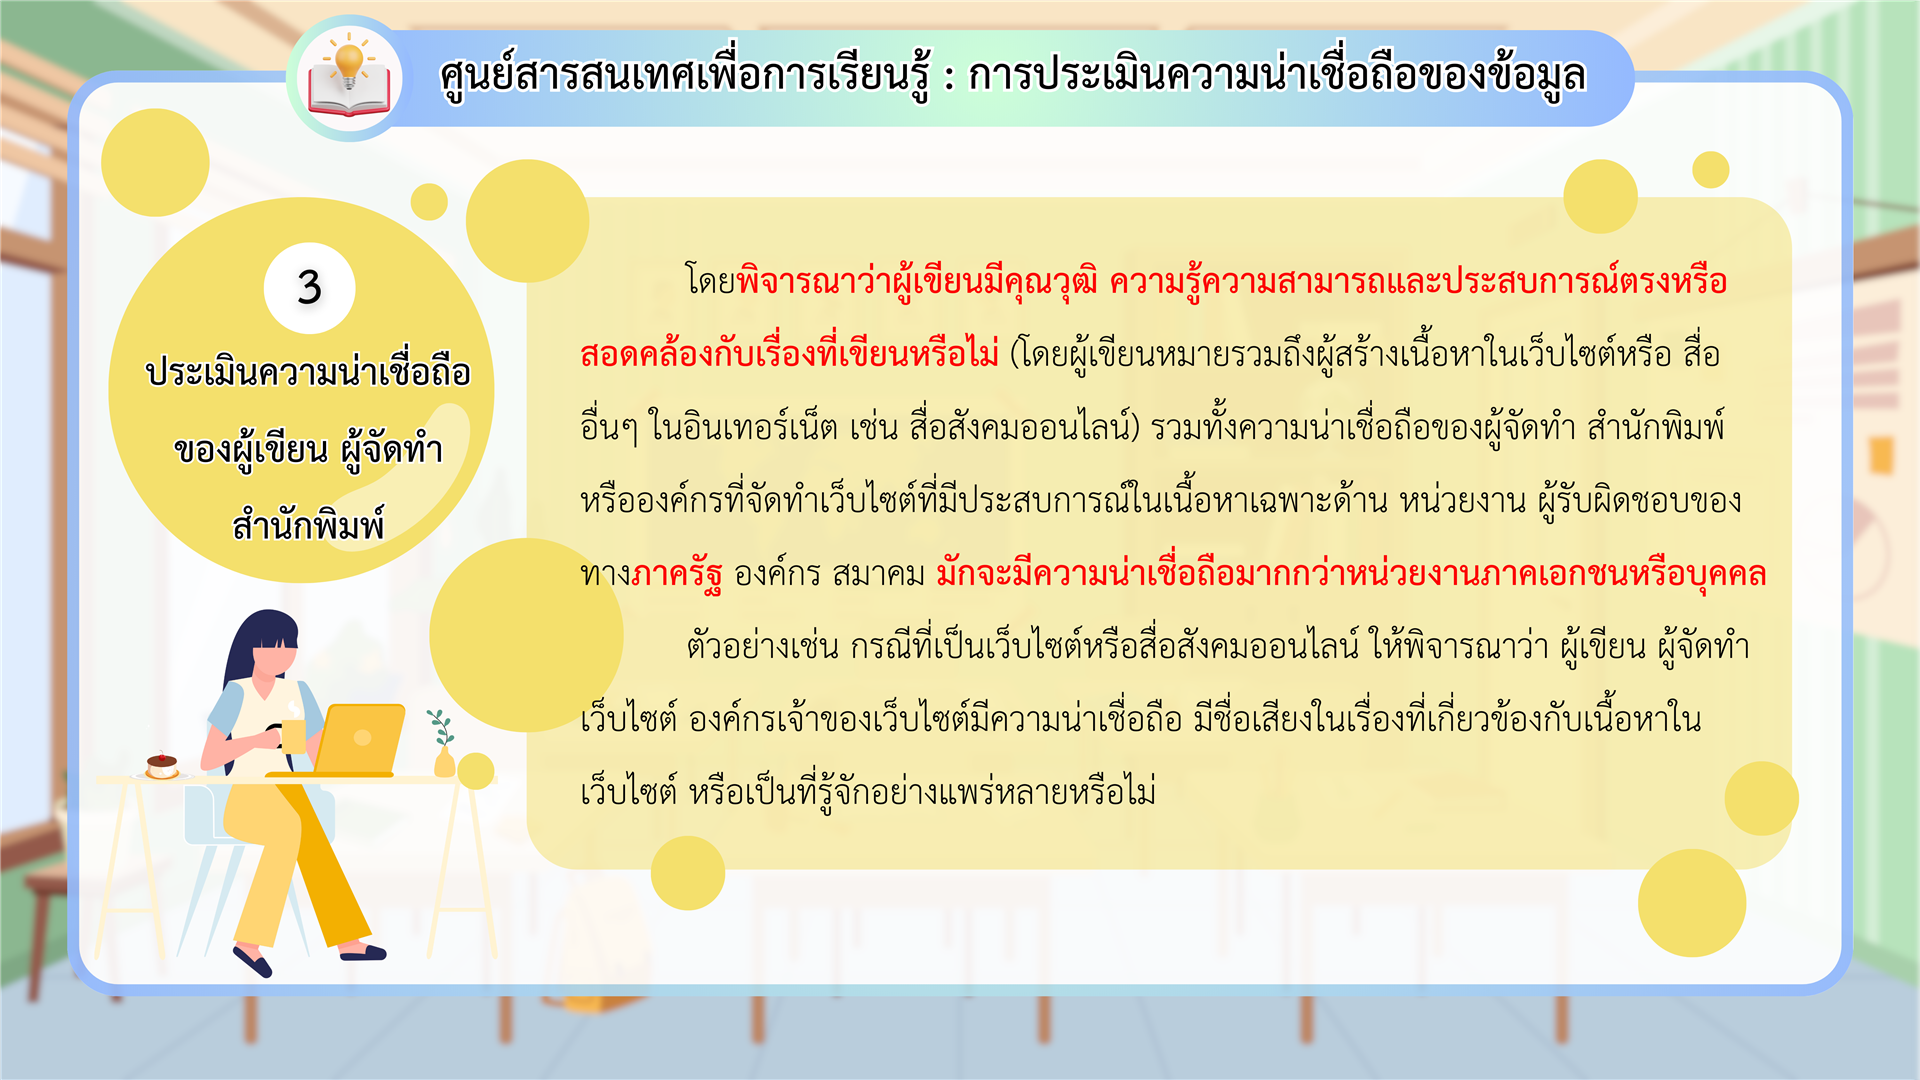 ศูนย์สารสนเทศเพื่อการเรียนรู้ : การประเมินความน่าเชื่อถือของข้อมูล
3
ประเมินความน่าเชื่อถือ
ของผู้เขียน ผู้จัดทำ
สำนักพิมพ์
โดยพิจารณาว่าผู้เขียนมีคุณวุฒิ ความรู้ความสามารถและประสบการณ์ตรงหรือ
สอดคล้องกับเรื่องที่เขียนหรือไม่ (โดยผู้เขียนหมายรวมถึงผู้สร้างเนื้อหาในเว็บไซต์หรือ สื่อ
อื่นๆ ในอินเทอร์เน็ต เช่น สื่อสังคมออนไลน์) รวมทั้งความน่าเชื่อถือของผู้จัดทำ สำนักพิมพ์
หรือองค์กรที่จัดทำเว็บไซต์ที่มีประสบการณ์ในเนื้อหาเฉพาะด้าน หน่วยงาน ผู้รับผิดชอบของ
ทางภาครัฐ องค์กร สมาคม มักจะมีความน่าเชื่อถือมากกว่าหน่วยงานภาคเอกชนหรือบุคคล
ตัวอย่างเช่น กรณีที่เป็นเว็บไซต์หรือสื่อสังคมออนไลน์ ให้พิจารณาว่า ผู้เขียน ผู้จัดทำ
เว็บไซต์ องค์กรเจ้าของเว็บไซต์มีความน่าเชื่อถือ มีชื่อเสียงในเรื่องที่เกี่ยวข้องกับเนื้อหาใน
เว็บไซต์ หรือเป็นที่รู้จักอย่างแพร่หลายหรือไม่